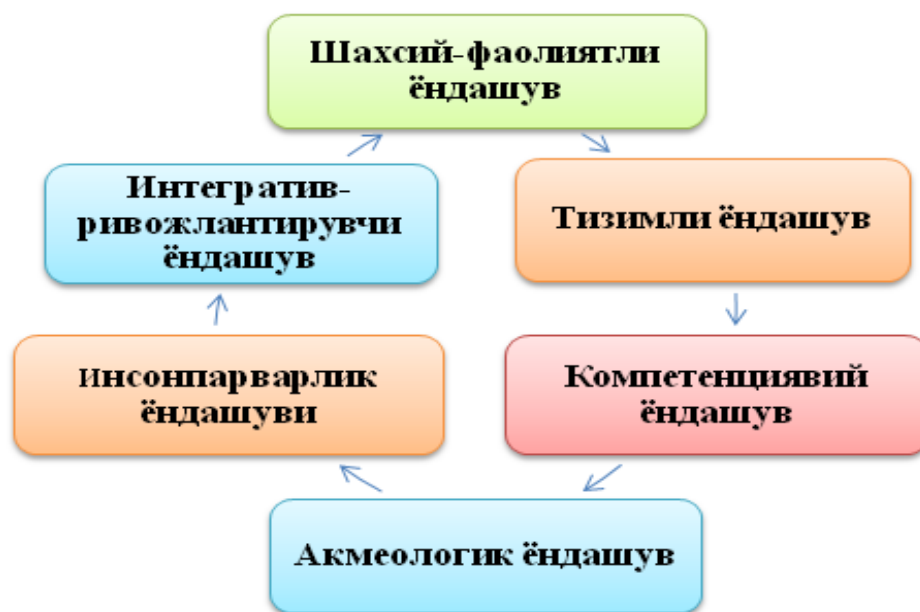 Шахсий-фаолиятли
ёндашув
Тизимли ёндашув
Компетенциявий
ёндашув
Акмеологик ёндашув
Инсонпарварлик
ёндашуви
Интегратив-
ривожлантирувчи
ёндашув